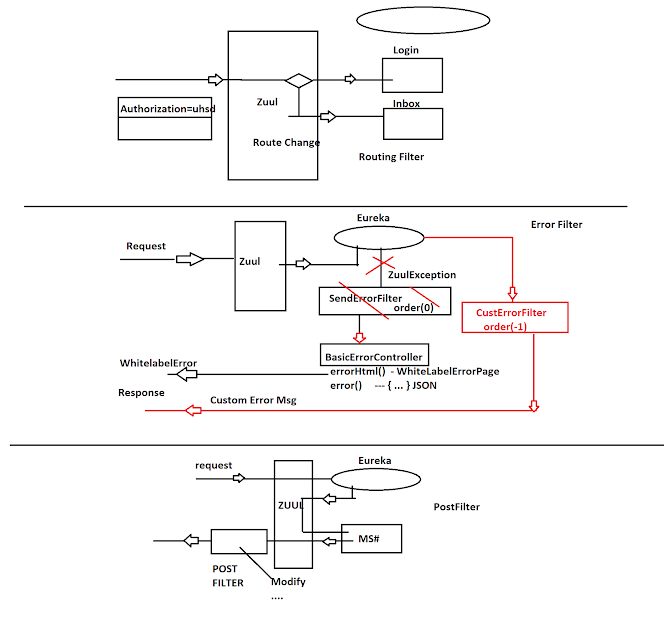 Login
Authorization=uhsd
Zuul
Inbox
Route Change
Routing Filter
Eureka
Error Filter
Request
Zuul
ZuulException
SendErrorFilter
order(0)
CustErrorFilter
order(-1)
BasicErrorController
WhitelabelError
errorHtml() - WhiteLabelErrorPage
error() --- { ... } JSON
Response
Custom Error Msg
Eureka
request
ZUUL
PostFilter
MS#
POST
FILTER
Modify
....